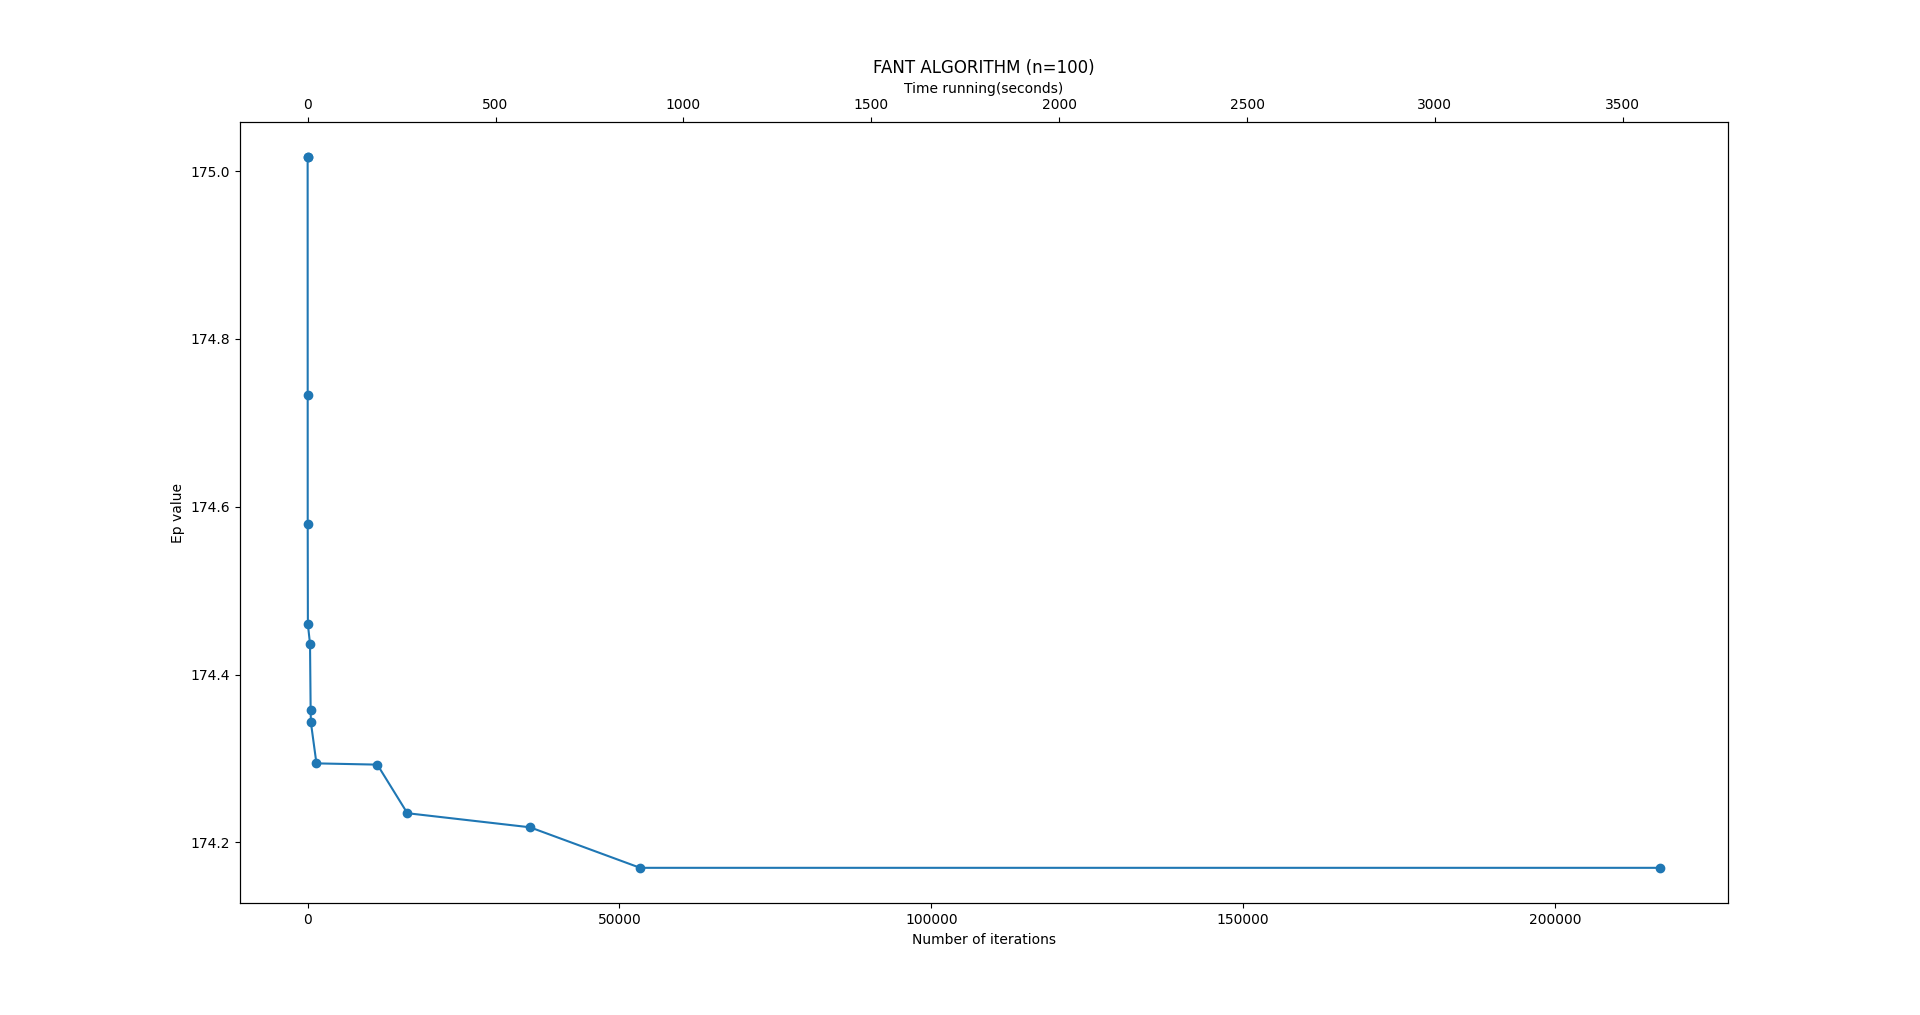 FANT ALGORITHM (n=100)
Time running(seconds)
0 500 1000 1500 2000 2500 3000 3500
175.0
174.8
174.6
174.4
174.2
Ep value
0 50000 100000 150000 200000
Number of iterations